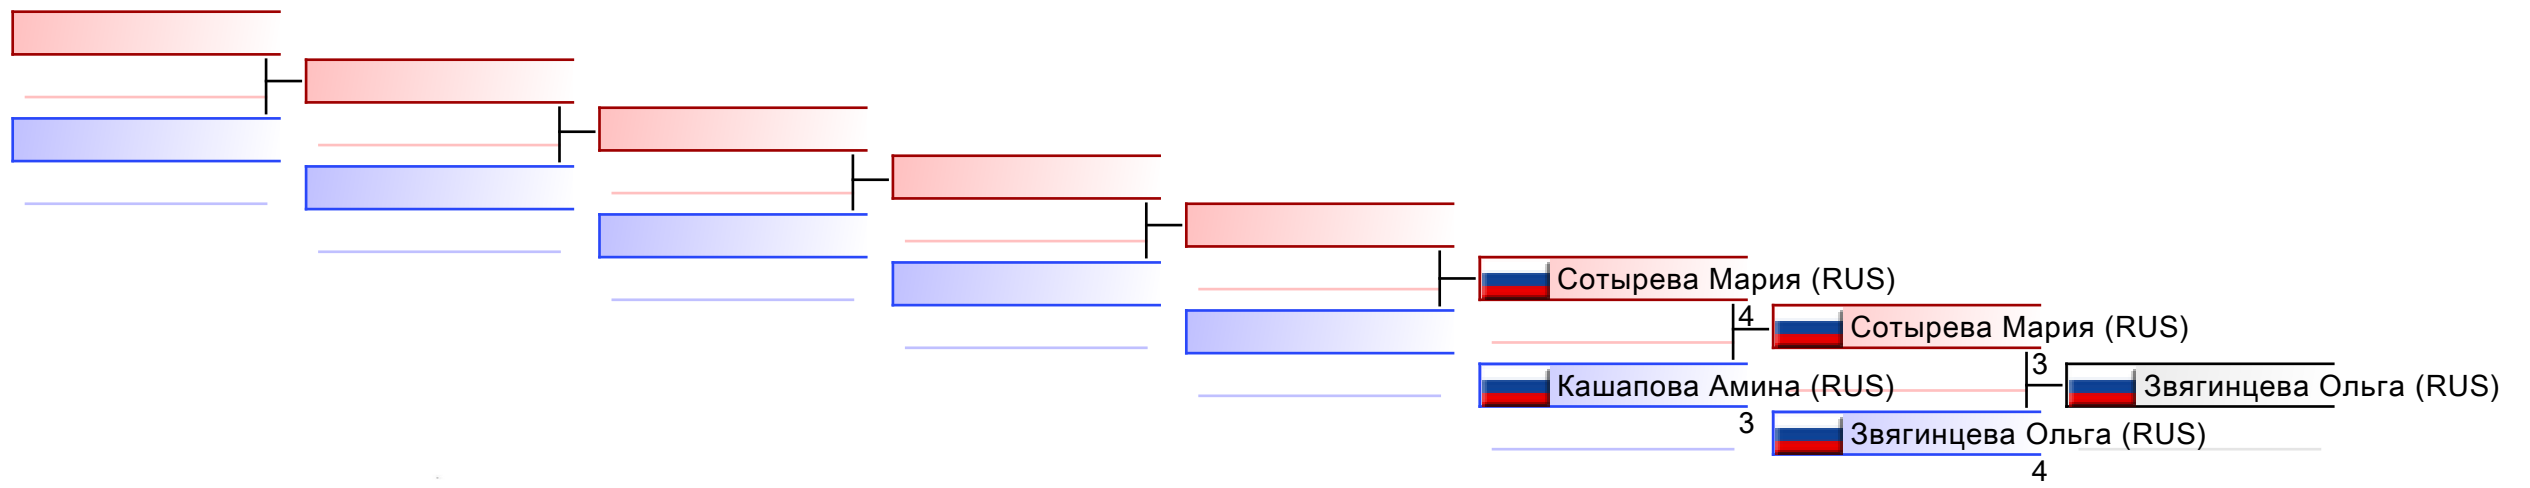 Сотырева Мария (RUS)
4
Сотырева Мария (RUS)
3
Кашапова Амина (RUS)
Звягинцева Ольга (RUS)
3
Звягинцева Ольга (RUS)
4